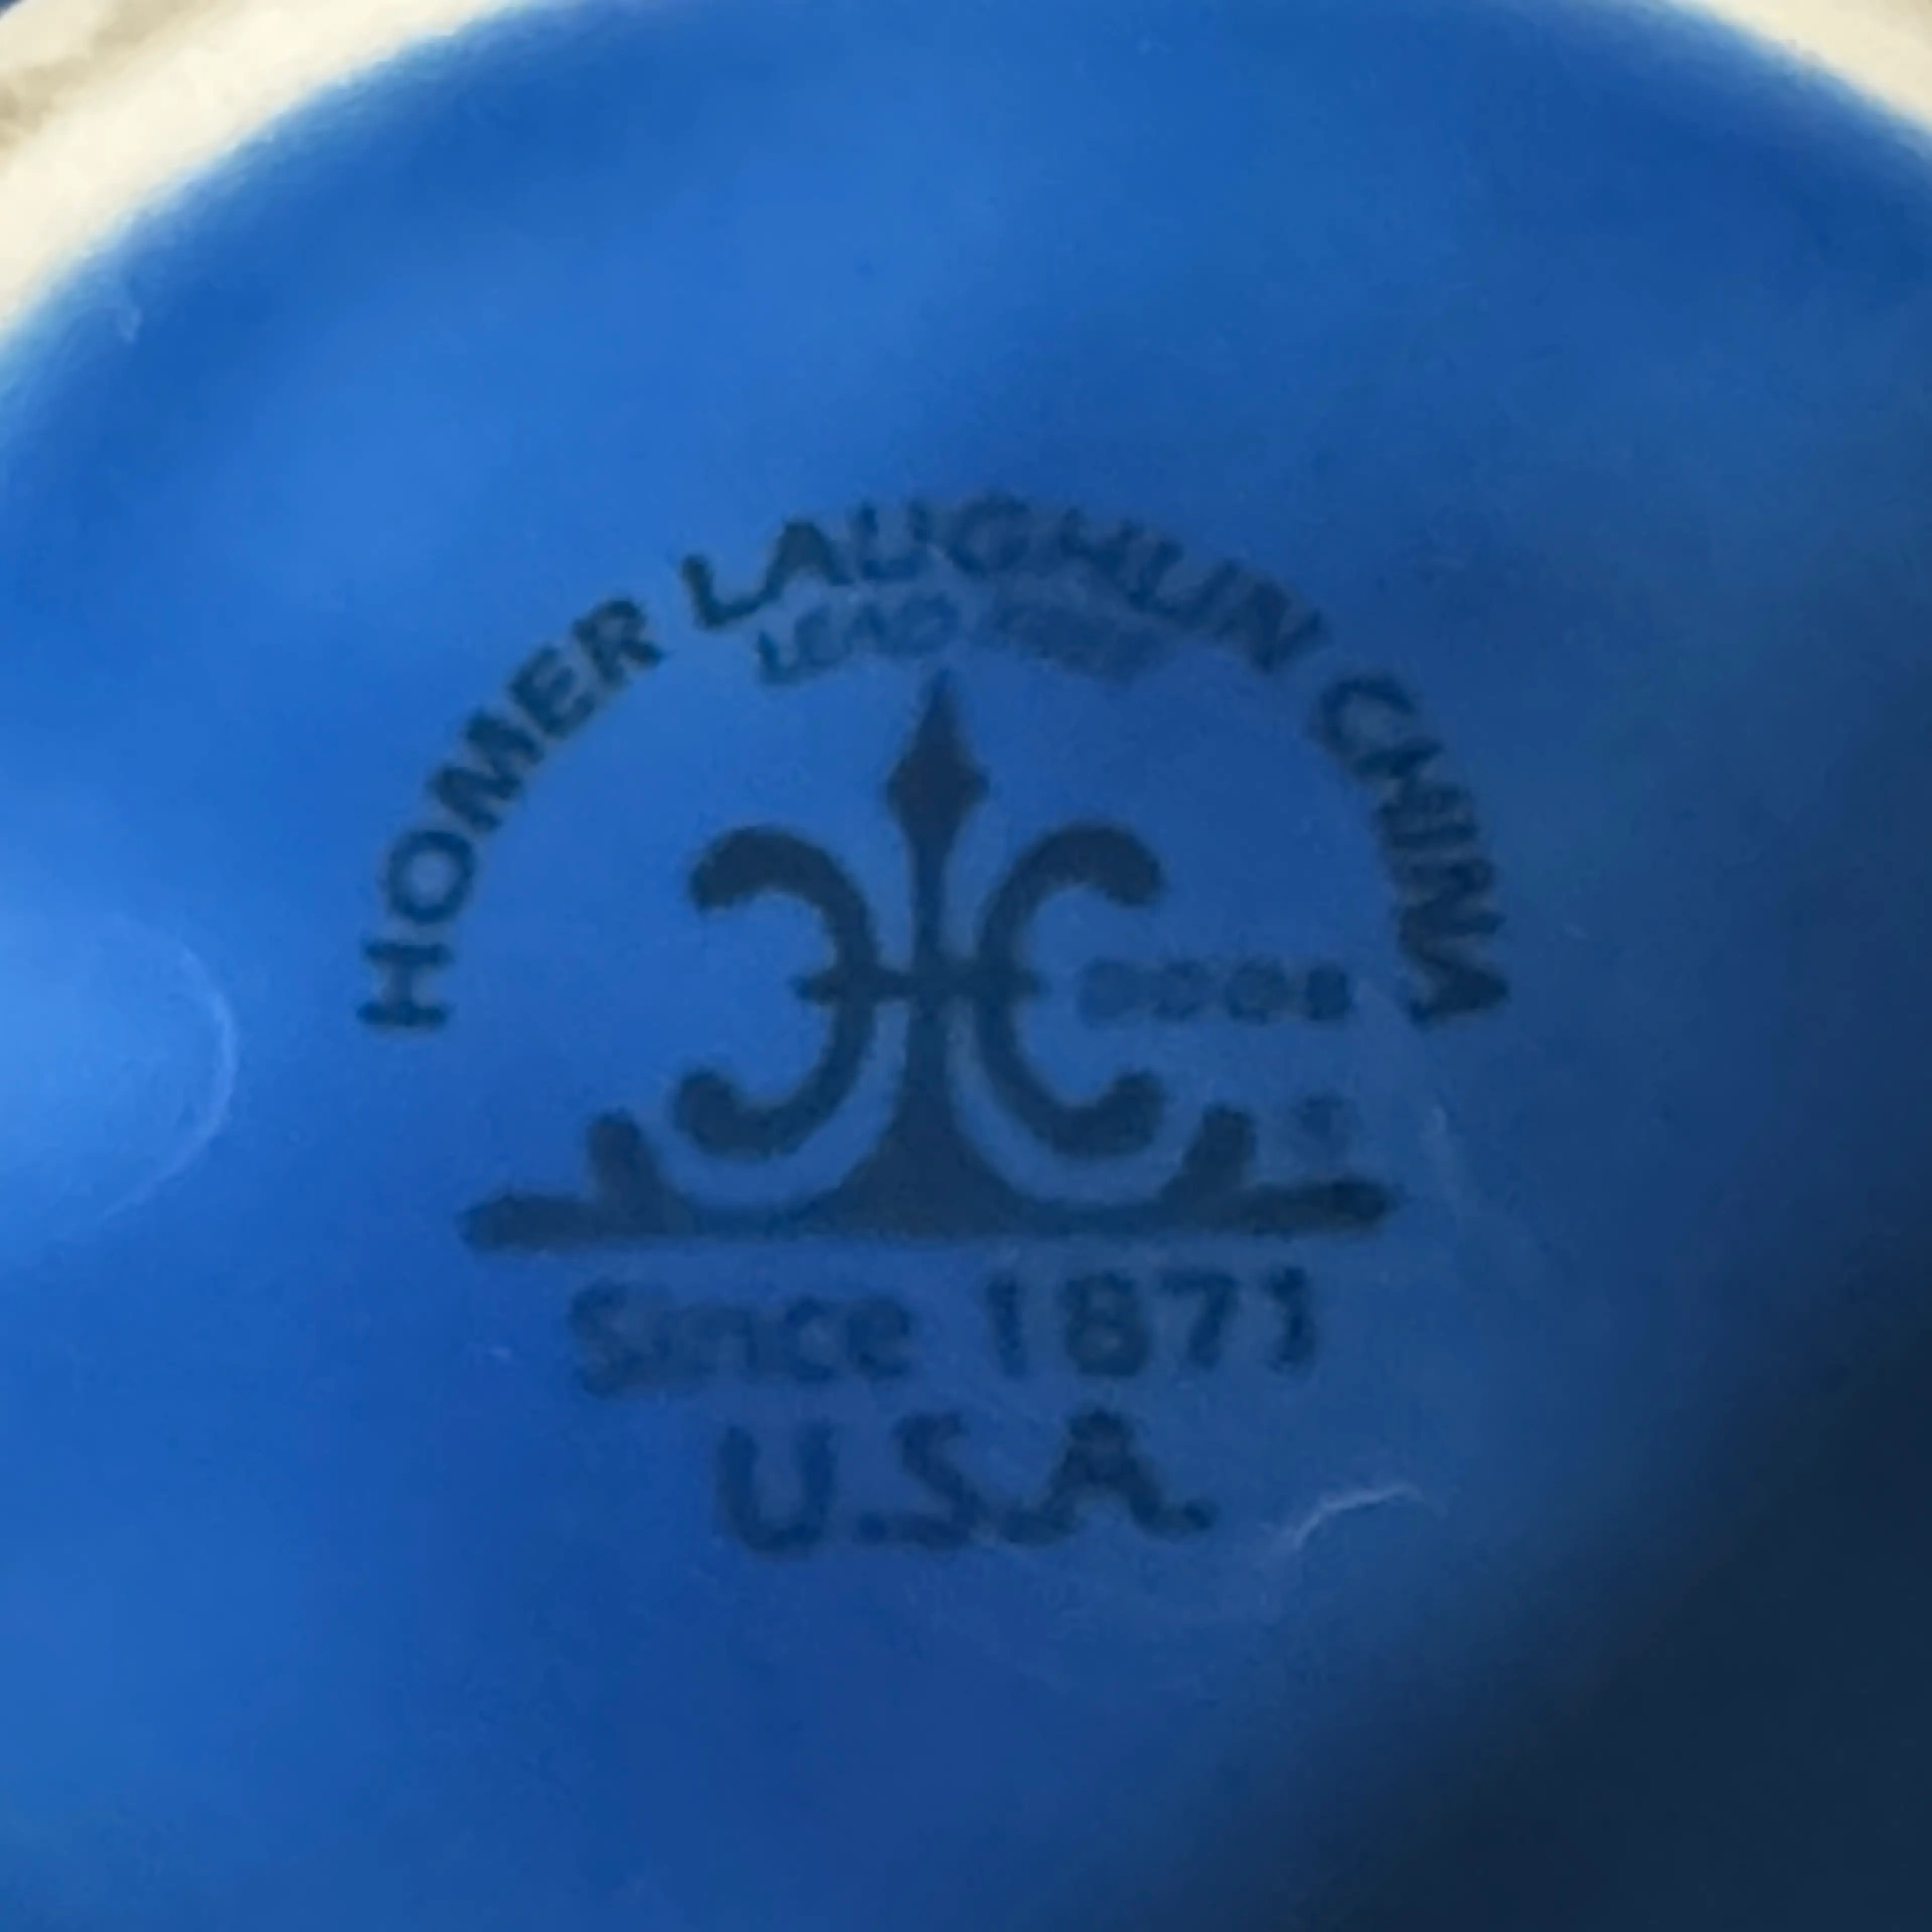 HOMER LAUGHLIN CHINA
LEAD FREE
Since 1871
U.S.A.